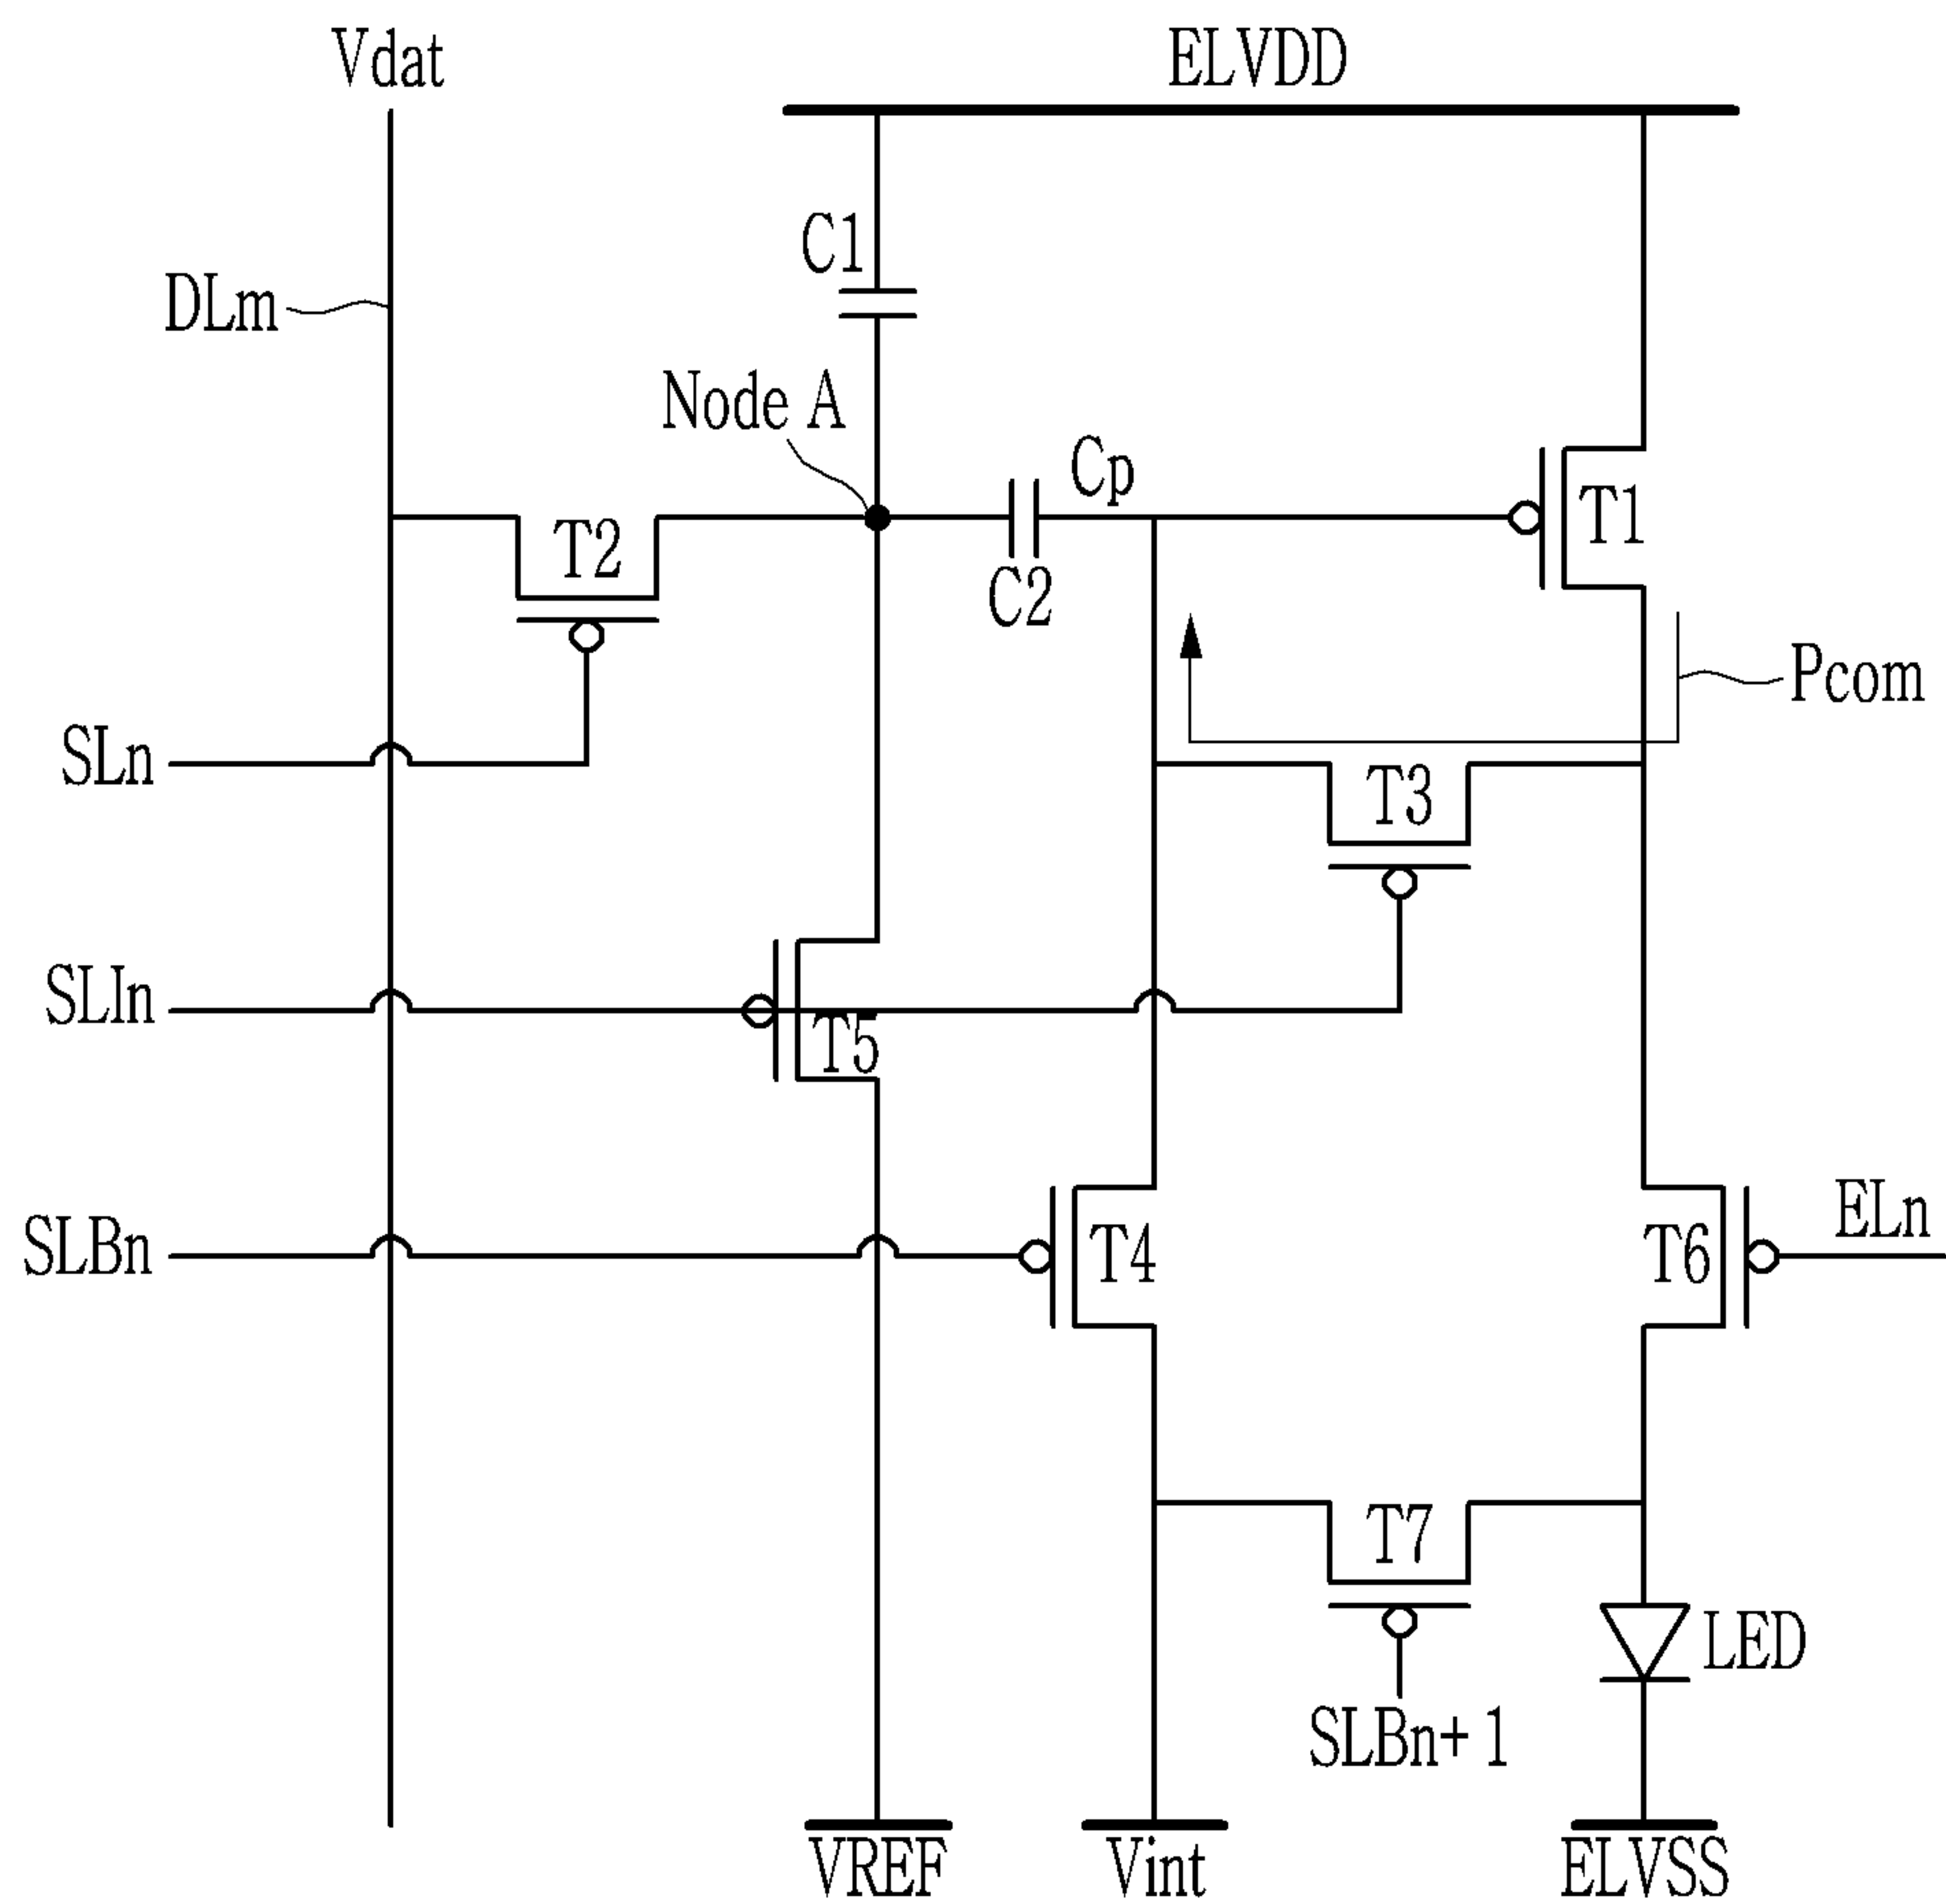 Vdat
ELVDD
C1
DLm
Node A
Cp
T1
T2
C2
Pcom
SLn
T3
SLIn
T5
SLBn
T4
T6
ELn
T7
LED
SLBn+1
VREF
Vint
ELVSS